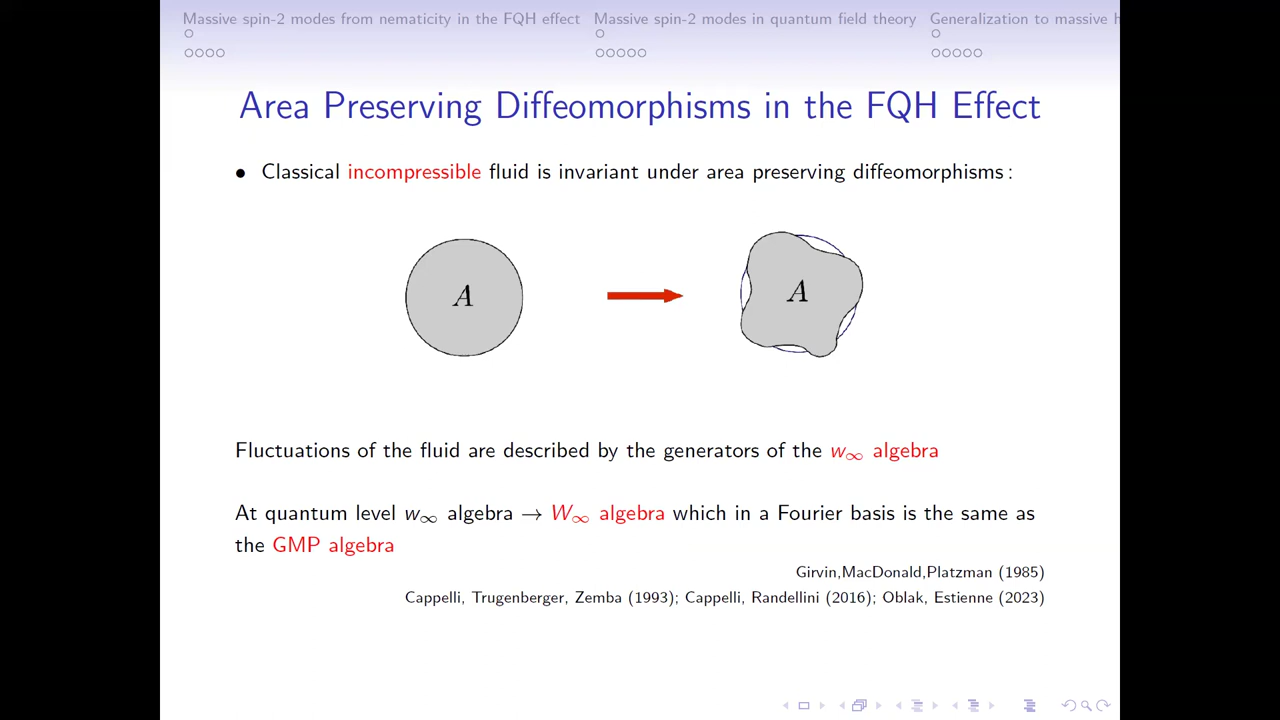 Massive spin-2 modes from nematicity in the FQH effect Massive spin-2 modes in quantum field theory Generalization to massive h
Area Preserving Diffeomorphisms in the FQH Effect
• Classical incompressible fluid is invariant under area preserving diffeomorphisms:
A A
Fluctuations of the fluid are described by the generators of the w∞ algebra
At quantum level w∞ algebra → W∞ algebra which in a Fourier basis is the same as
the GMP algebra
Girvin,MacDonald,Platzman (1985)
Cappelli, Trugenberger, Zemba (1993); Cappelli, Randellini (2016); Oblak, Estienne (2023)